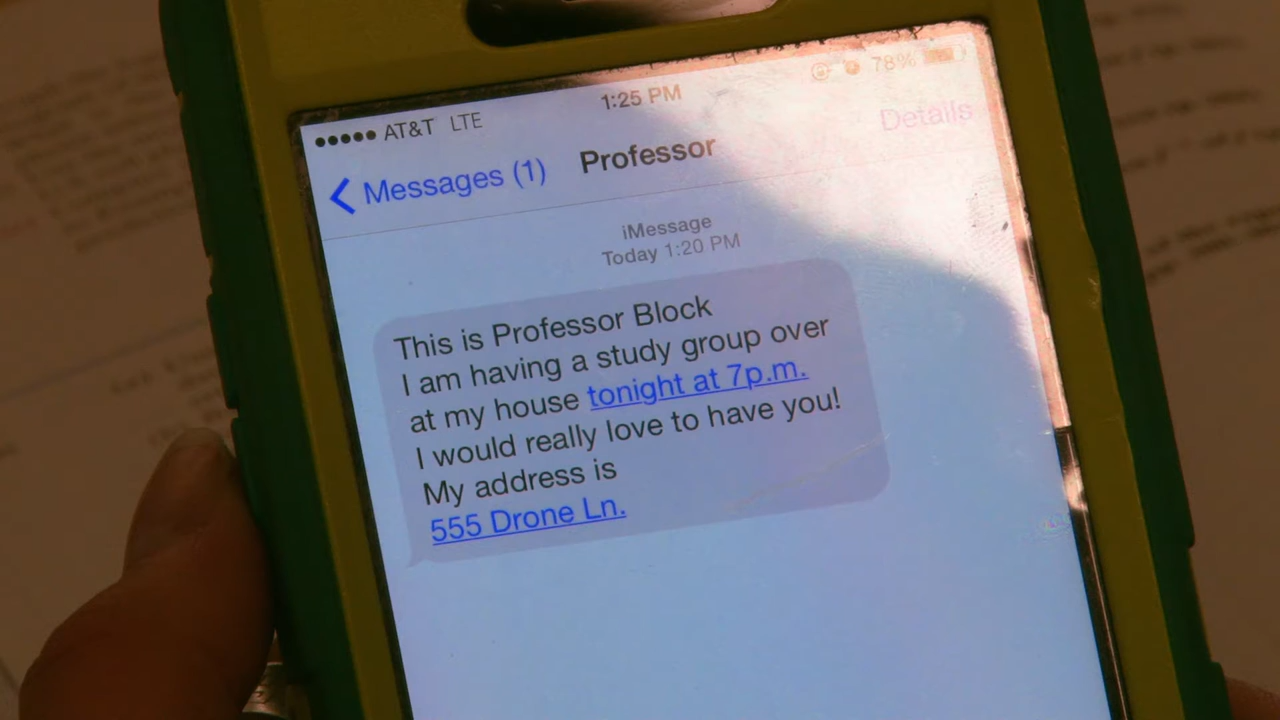 ●●●●● AT&T LTE 1:25 PM 78%
Messages (1) Professor Details
iMessage
Today 1:20 PM
This is Professor Block
I am having a study group over
at my house tonight at 7p.m.
I would really love to have you!
My address is
555 Drone Ln.